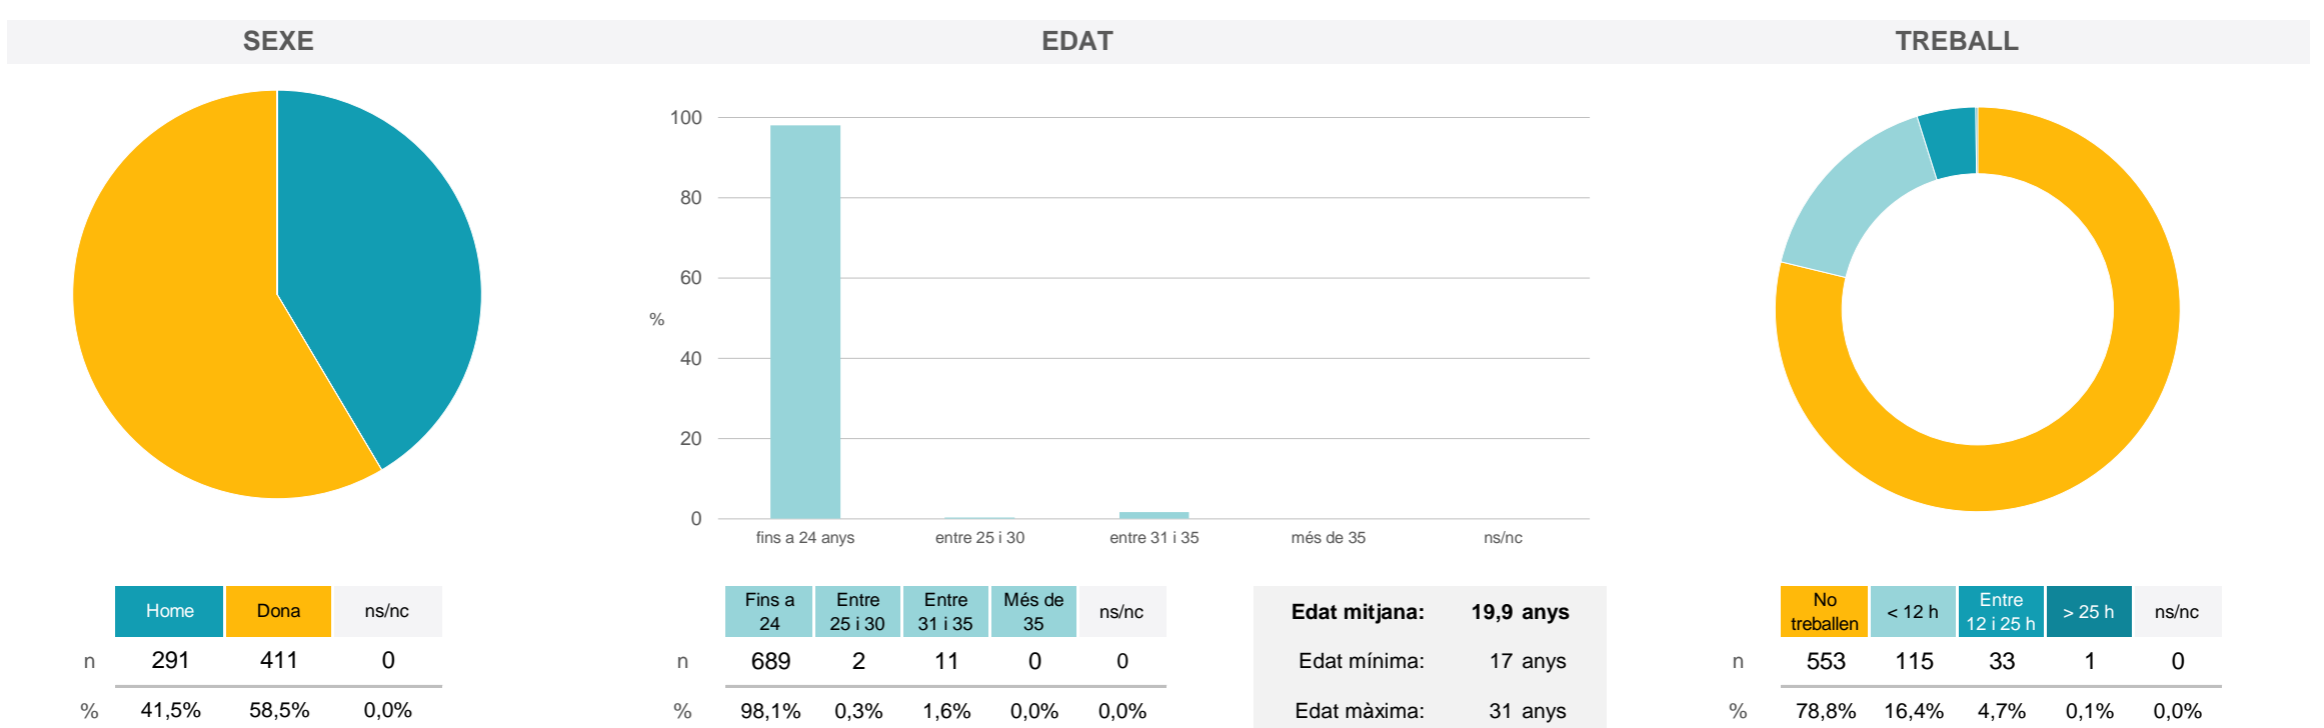 SEXE EDAT TREBALL
100
80
60
%
40
20
0
fins a 24 anys entre 25 i 30 entre 31 i 35 més de 35 ns/nc
Home Dona ns/nc
n 291 411 0
% 41,5% 58,5% 0,0%
Fins a 24 Entre 25 i 30 Entre 31 i 35 Més de 35 ns/nc
n 689 2 11 0 0
% 98,1% 0,3% 1,6% 0,0% 0,0%
Edat mitjana: 19,9 anys
Edat mínima: 17 anys
Edat màxima: 31 anys
No treballen < 12 h Entre 12 i 25 h > 25 h ns/nc
n 553 115 33 1 0
% 78,8% 16,4% 4,7% 0,1% 0,0%